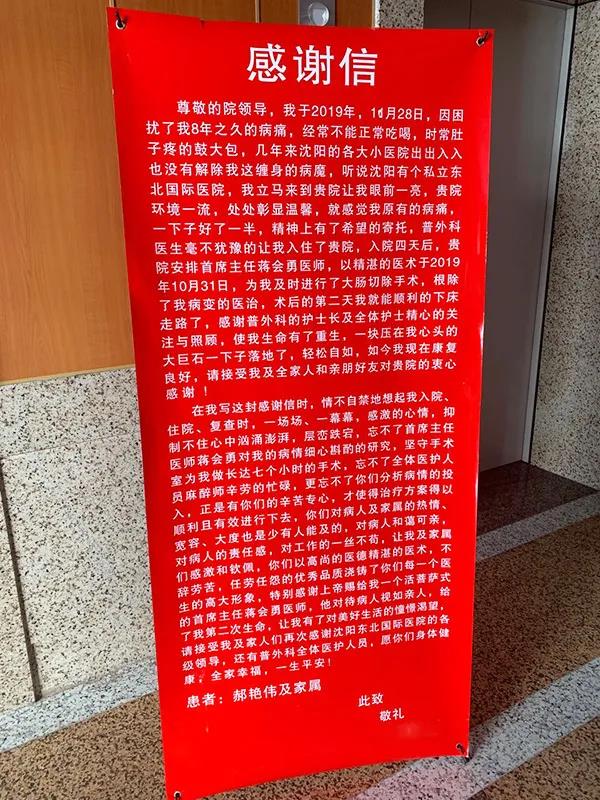 感谢信
尊敬的院领导，我于2019年，10月28日，因困
扰了我8年之久的病痛，经常不能正常吃喝，时常肚
子疼的鼓大包，几年来沈阳的各大小医院出出入入
也没有解除我这缠身的病魔，听说沈阳有个私立东
北国际医院，我立马来到贵院让我眼前一亮，贵院
环境一流，处处彰显温馨，就感觉我原有的病痛，
一下子好了一半，精神上有了希望的寄托，普外科
医生毫不犹豫的让我入住了贵院，入院四天后，贵
院安排首席主任蒋会勇医师，以精湛的医术于2019
年10月31日，为我及时进行了大肠切除手术，根除
了我病变的医治，术后的第二天我就能顺利的下床
走路了，感谢普外科的护士长及全体护士精心的关
注与照顾，使我生命有了重生，一块压在我心头的
大巨石一下子落地了，轻松自如，如今我现在康复
良好，请接受我及全家人和亲朋好友对贵院的衷心
感谢！
在我写这封感谢信时，情不自禁地想起我入院、
住院、复查时，一场场、一幕幕，感激的心情，抑
制不住心中汹涌澎湃，层峦跌宕，忘不了首席主任
医师蒋会勇对我的病情细心斟酌的研究，坚守手术
室为我做长达七个小时的手术，忘不了全体医护人
员麻醉师辛劳的忙碌，更忘不了你们分析病情的投
入，正是有你们的辛苦专心，才使得治疗方案得以
顺利且有效进行下去，你们对病人及家属的热情、
宽容、大度也是少有人能及的，对病人和蔼可亲，
对病人的责任感，对工作的一丝不苟，让我及家属
们感激和钦佩，你们以高尚的医德精湛的医术，不
辞劳苦，任劳任怨的优秀品德浇铸了你们每一个医
生的高大形象，特别感谢上帝赐给我一个活菩萨式
的首席主任蒋会勇医师，他对待病人视如亲人，给
了我第二次生命，让我有了对美好生活的憧憬渴望，
请接受我及家人们再次感谢沈阳东北国际医院的各
级领导，还有普外科全体医护人员，愿你们身体健
康，全家幸福，一生平安！
患者：郝艳伟及家属
此致
敬礼